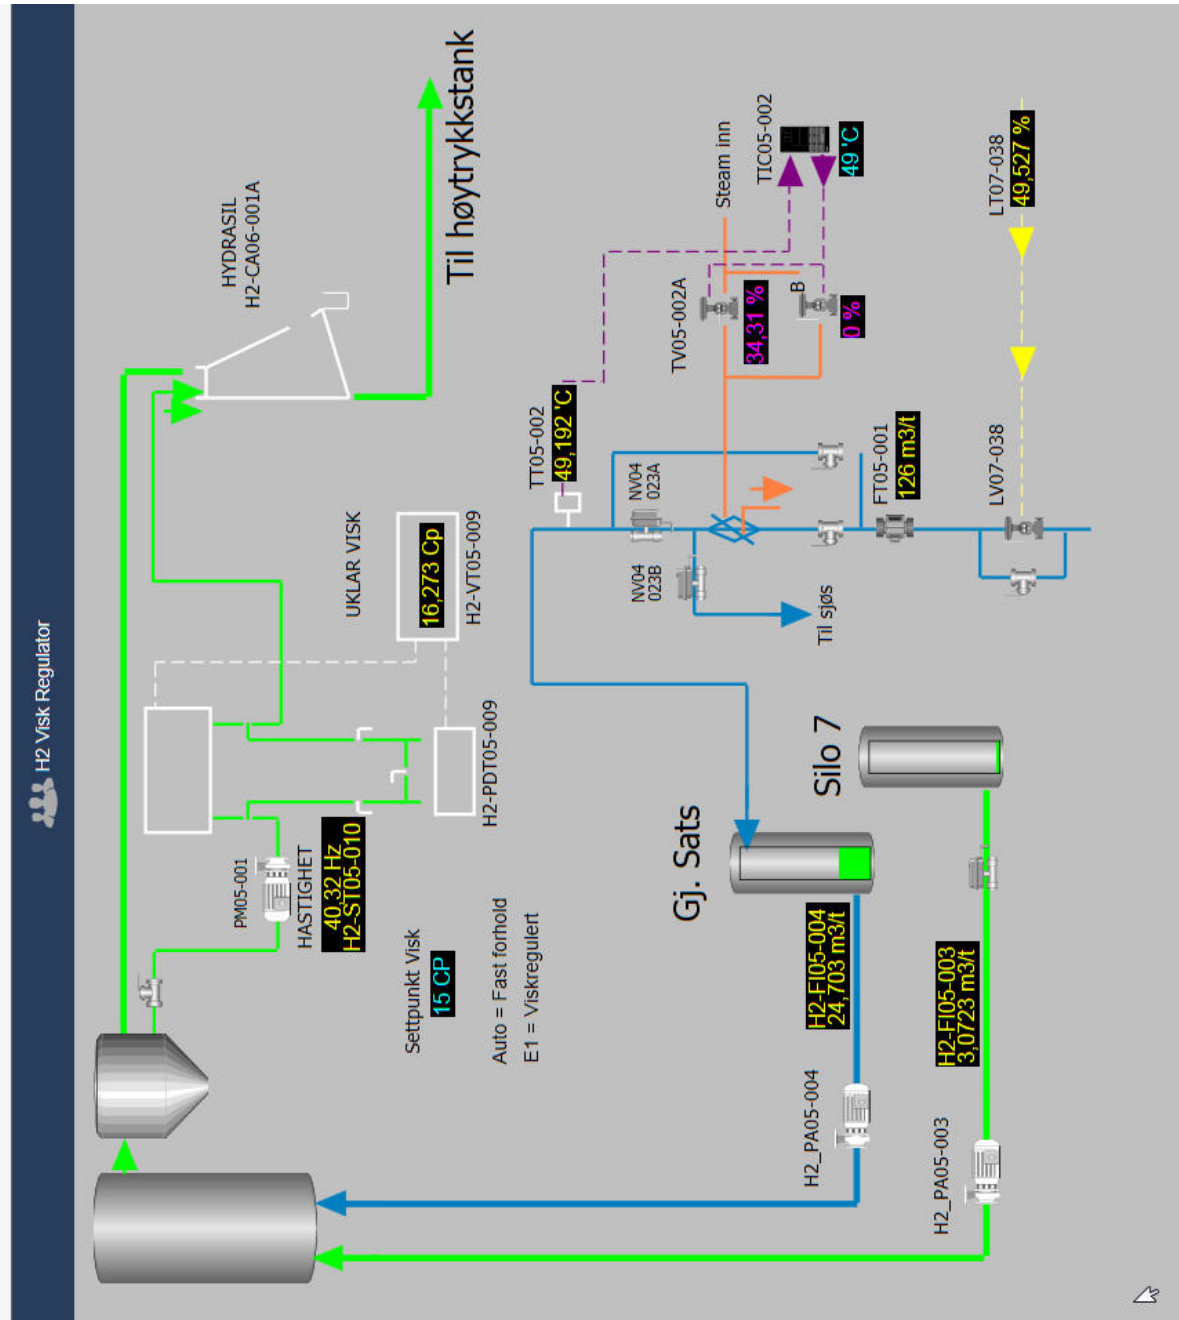 H2 Visk Regulator
HYDRASIL
H2-CA06-001A
Til høytrykkstank
UKLAR VISK
16,273 Cp
H2-VT05-009
H2-PDT05-009
PM05-001
HASTIGHET
40,32 Hz
H2-ST05-010
Settpunkt Visk
15 CP
Auto = Fast forhold
E1 = Viskregulert
TT05-002
49,192 'C
Steam inn
TIC05-002
49 'C
TV05-002A
34,31 %
B
0 %
NV04
023A
NV04
023B
Til sjøs
FT05-001
126 m3/t
LV07-038
LT07-038
49,527 %
Gj. Sats
Silo 7
H2-FI05-004
24,703 m3/t
H2_PA05-004
H2-FI05-003
3,0723 m3/t
H2_PA05-003